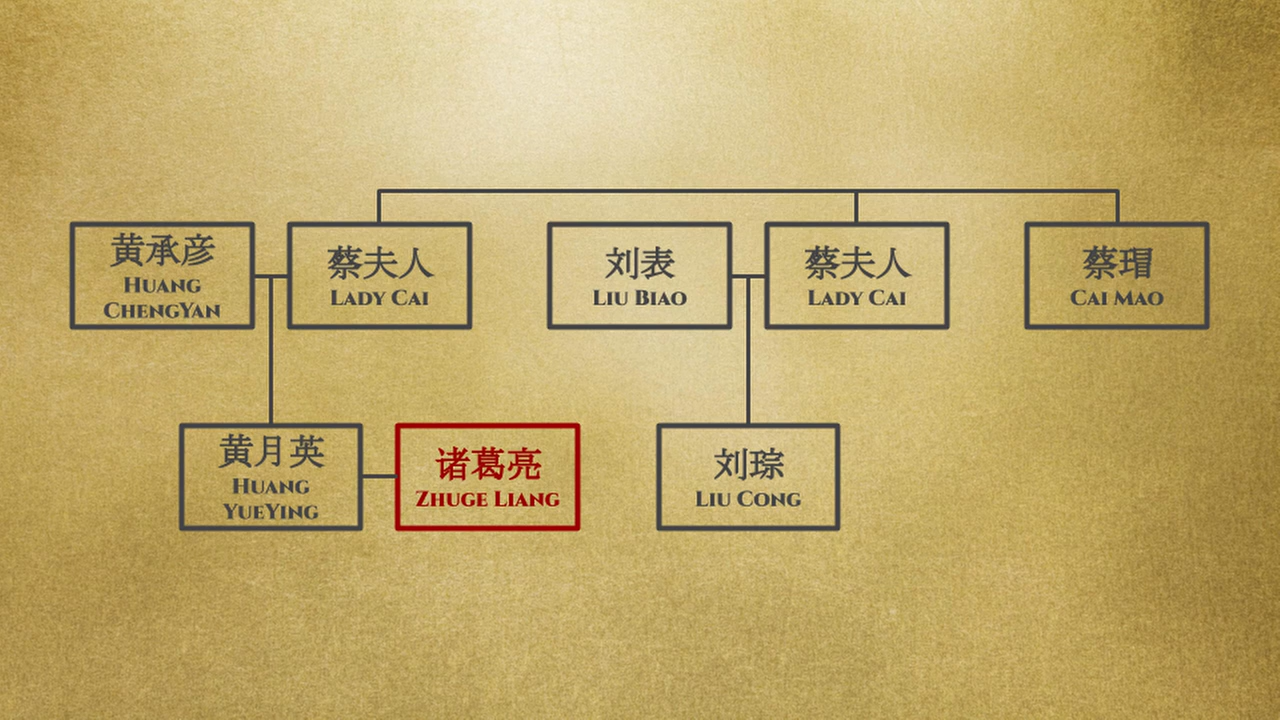 黄承彦
Huang
ChengYan
蔡夫人
Lady Cai
刘表
Liu Biao
蔡夫人
Lady Cai
蔡瑁
Cai Mao
黄月英
Huang
YueYing
诸葛亮
Zhuge Liang
刘琮
Liu Cong